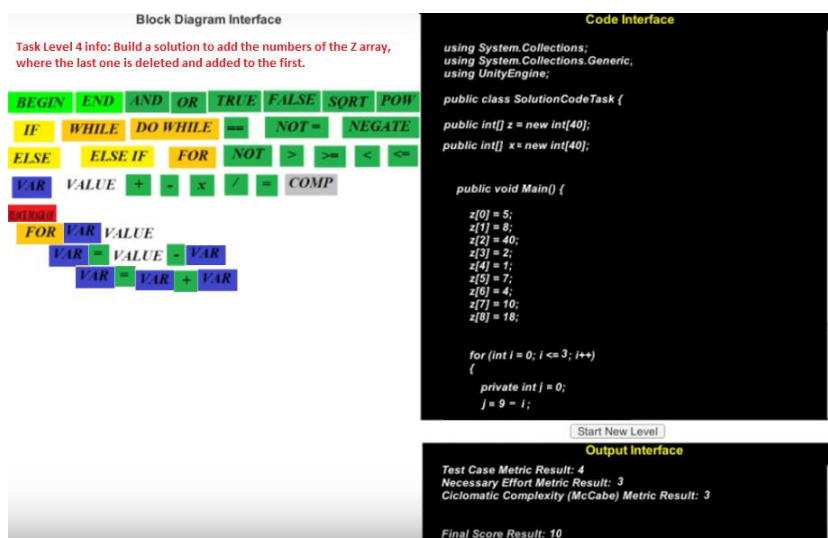 Block Diagram Interface
Task Level 4 info: Build a solution to add the numbers of the Z array,
where the last one is deleted and added to the first.
BEGIN END AND OR TRUE FALSE SQRT POW
IF WHILE DO WHILE == NOT = NEGATE
ELSE ELSE IF FOR NOT > >= < <=
VAR VALUE + - x / = COMP
FOR VAR VALUE
VAR = VALUE - VAR
VAR = VAR + VAR
Code Interface
using System.Collections;
using System.Collections.Generic,
using UnityEngine;
public class SolutionCodeTask {
public int[] z = new int[40];
public int[] x = new int[40];
public void Main() {
z[0] = 5;
z[1] = 8;
z[2] = 40;
z[3] = 2;
z[4] = 1;
z[5] = 7;
z[6] = 4;
z[7] = 10;
z[8] = 18;
for (int i = 0; i <= 3; i++)
{
private int j = 0;
j = 9 - i;
Start New Level
Output Interface
Test Case Metric Result: 4
Necessary Effort Metric Result: 3
Ciclomatic Complexity (McCabe) Metric Result: 3
Final Score Result: 10